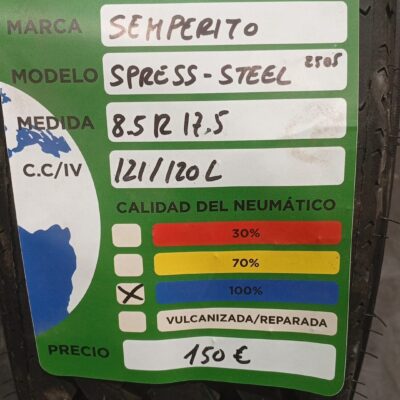 MARCA SEMPERITO
MODELO SPRESS-STEEL 2505
MEDIDA 8.5 R 17.5
C.C/IV 121/120 L
CALIDAD DEL NEUMÁTICO
30%
70%
X 100%
VULCANIZADA/REPARADA
PRECIO 150 €